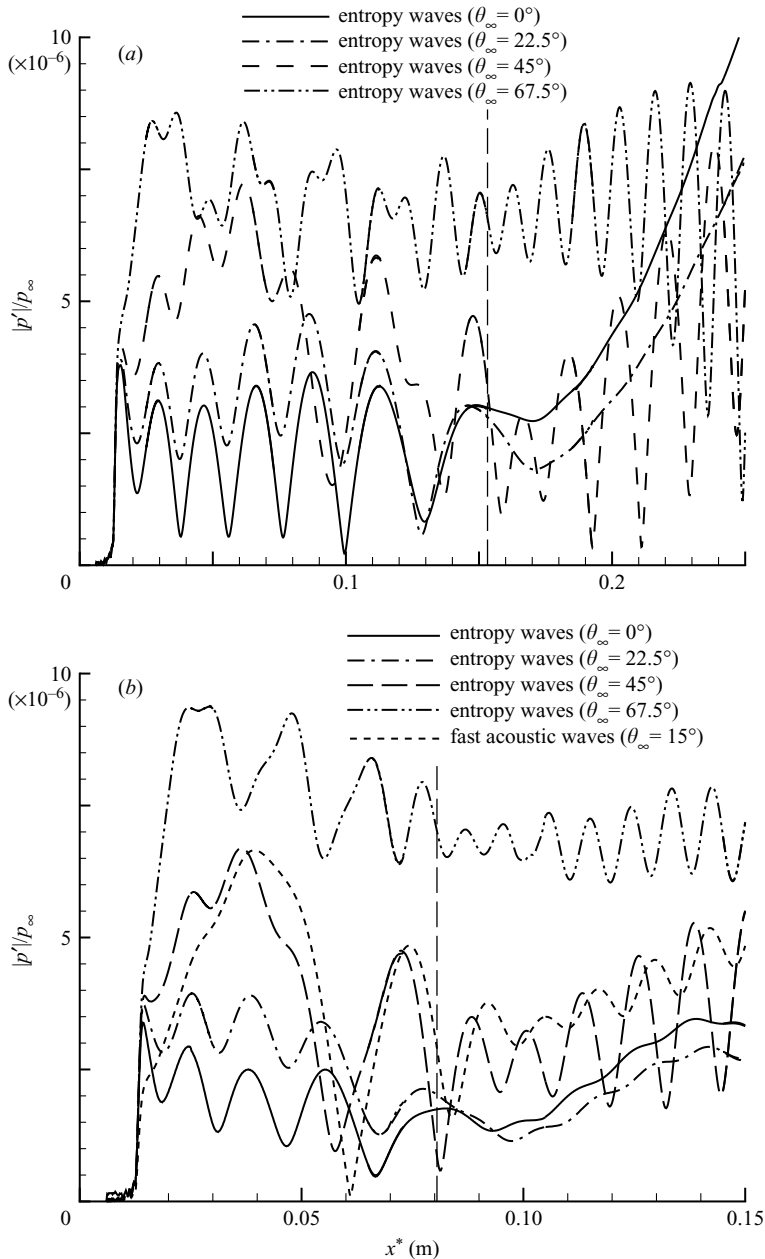 entropy waves (θ∞= 0°)
entropy waves (θ∞= 22.5°)
entropy waves (θ∞= 45°)
entropy waves (θ∞= 67.5°)
10
(×10−6)
(a)
5
|p′|/p∞
0
0.1
0.2
entropy waves (θ∞= 0°)
entropy waves (θ∞= 22.5°)
entropy waves (θ∞= 45°)
entropy waves (θ∞= 67.5°)
fast acoustic waves (θ∞= 15°)
10
(×10−6)
(b)
5
|p′|/p∞
0
0.05
0.10
0.15
x* (m)